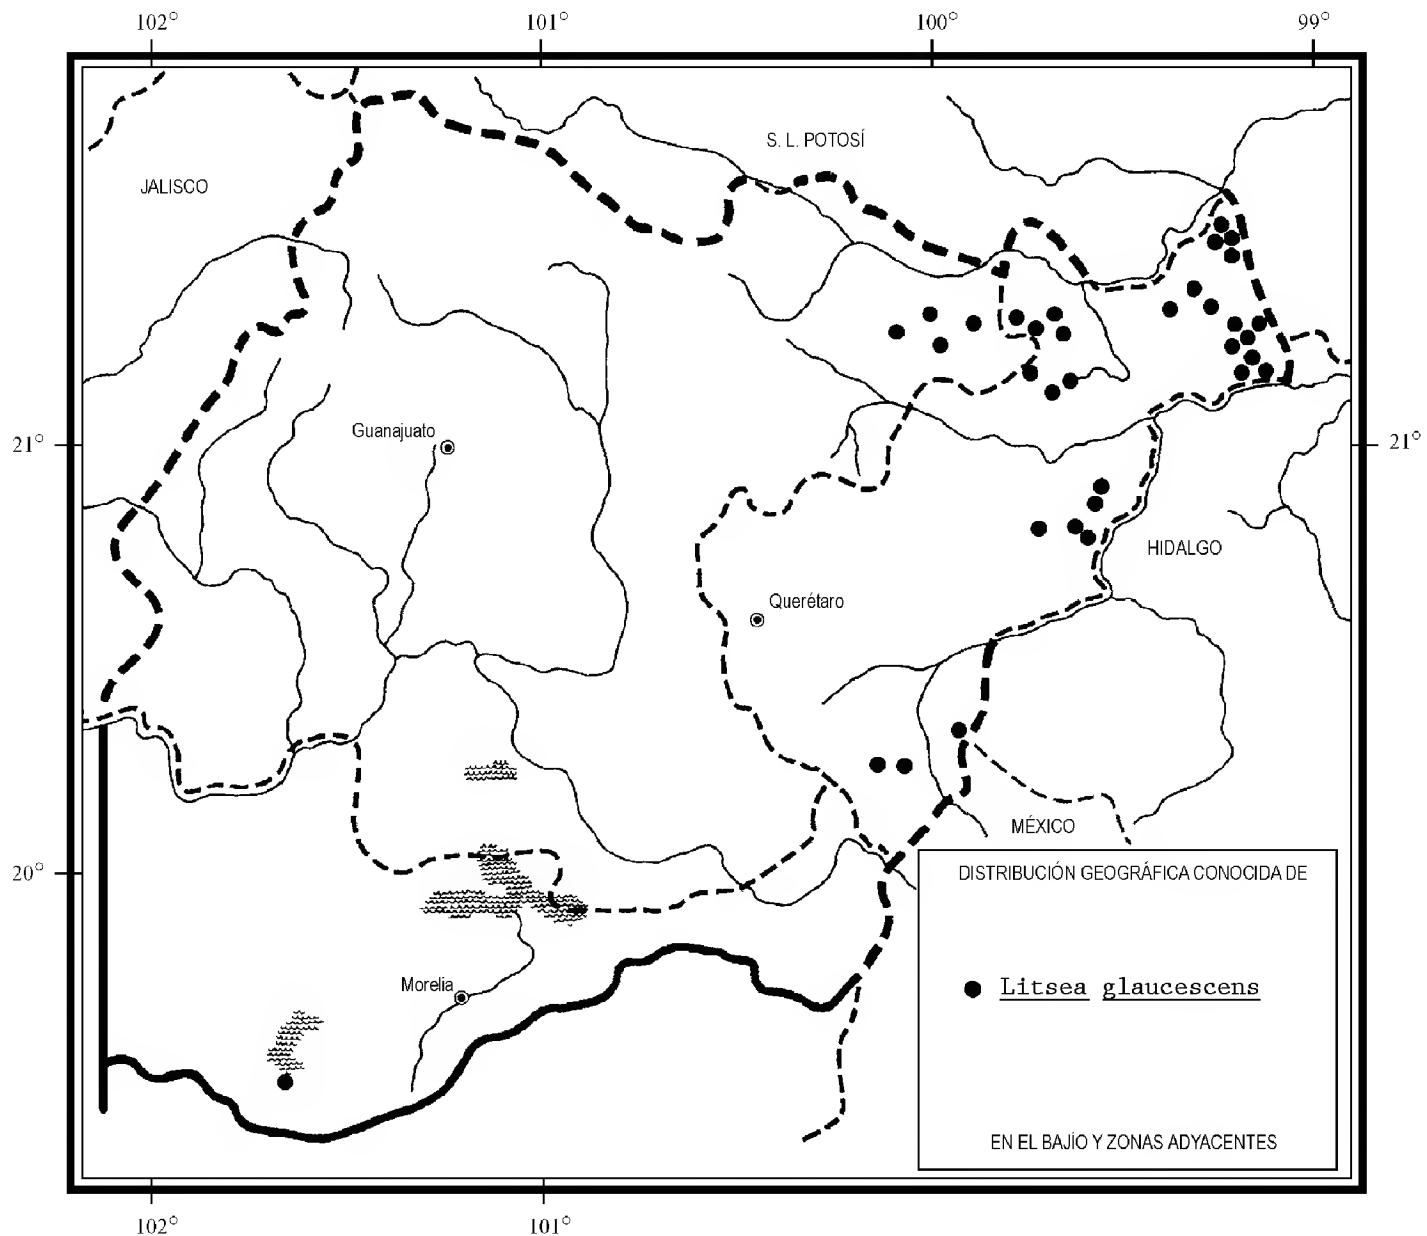 102° 101° 100° 99°
S. L. POTOSÍ
JALISCO
Guanajuato
21° 21°
HIDALGO
Querétaro
MÉXICO
20°
DISTRIBUCIÓN GEOGRÁFICA CONOCIDA DE
Morelia
Litsea glaucescens
EN EL BAJÍO Y ZONAS ADYACENTES
102° 101°